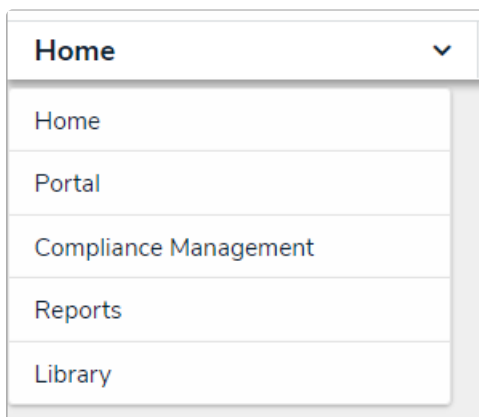 Home
Home
Portal
Compliance Management
Reports
Library